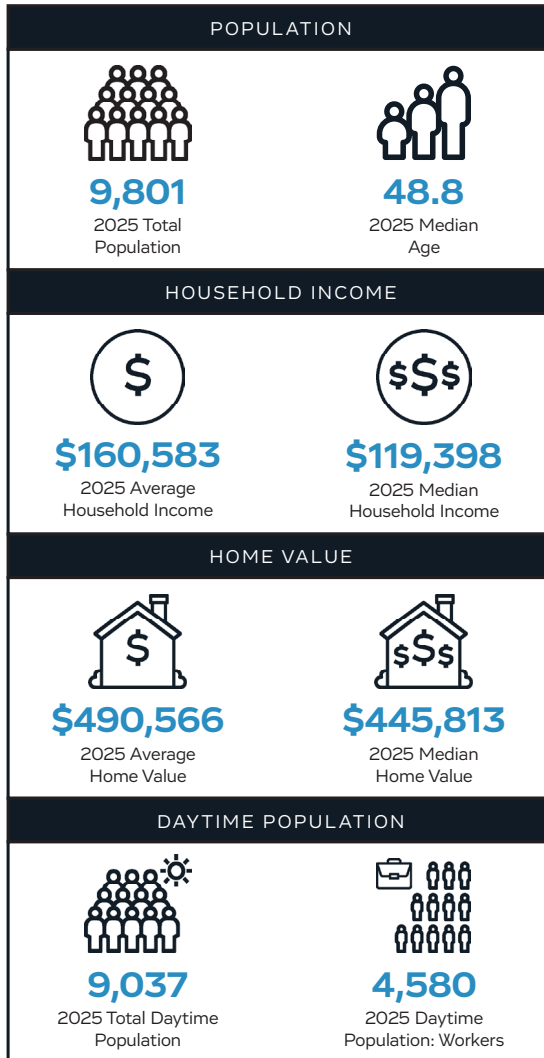 POPULATION
9,801
2025 Total
Population
48.8
2025 Median
Age
HOUSEHOLD INCOME
$
$160,583
2025 Average
Household Income
$$$
$119,398
2025 Median
Household Income
HOME VALUE
$
$490,566
2025 Average
Home Value
$$$
$445,813
2025 Median
Home Value
DAYTIME POPULATION
9,037
2025 Total Daytime
Population
4,580
2025 Daytime
Population: Workers